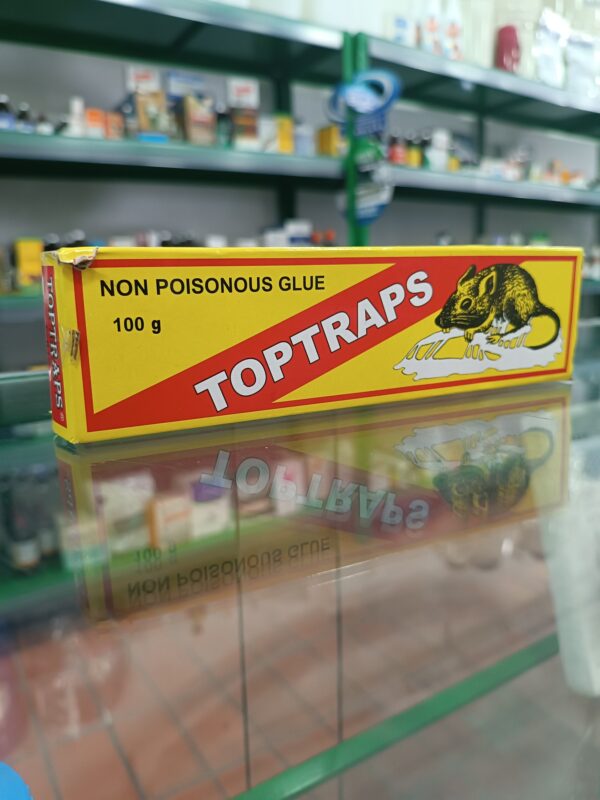 NON POISONOUS GLUE
100 g
TOPTRAPS
TOPTRAPS®